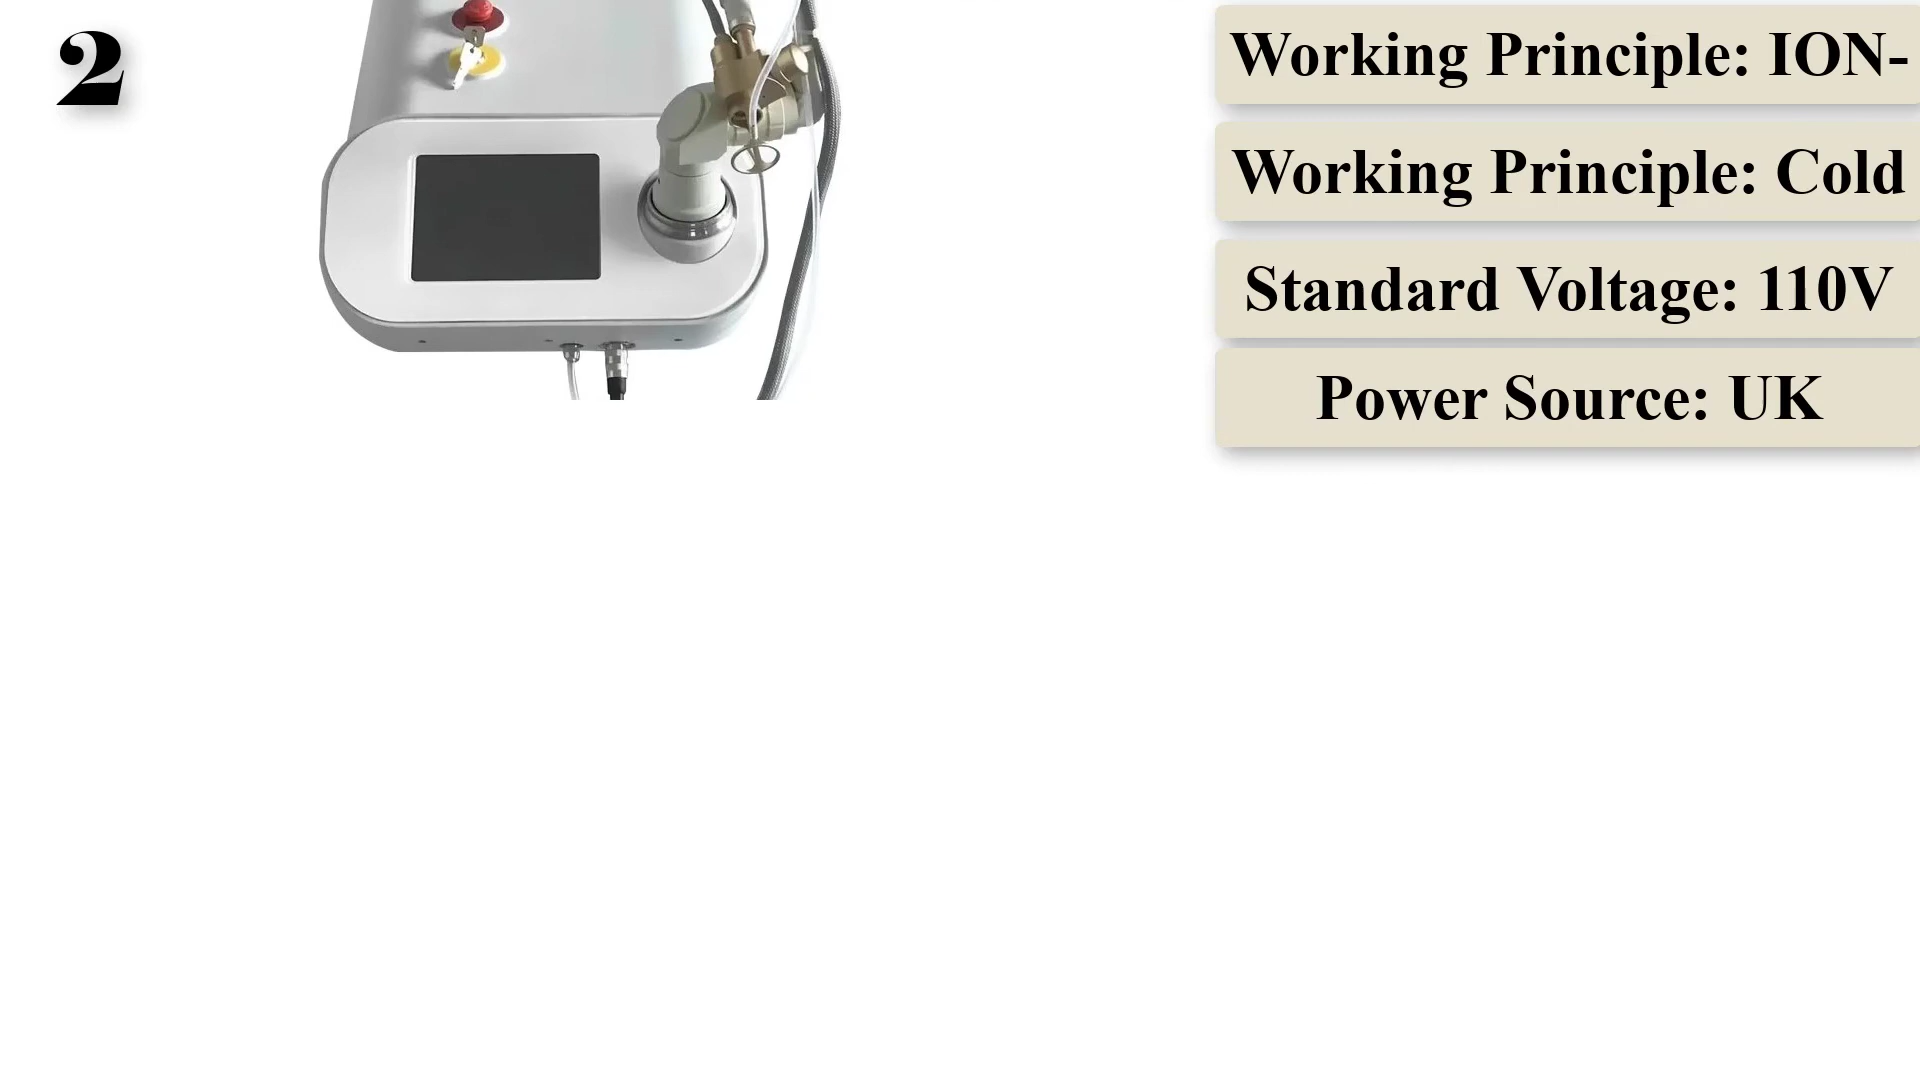 2
Working Principle: ION-
Working Principle: Cold
Standard Voltage: 110V
Power Source: UK